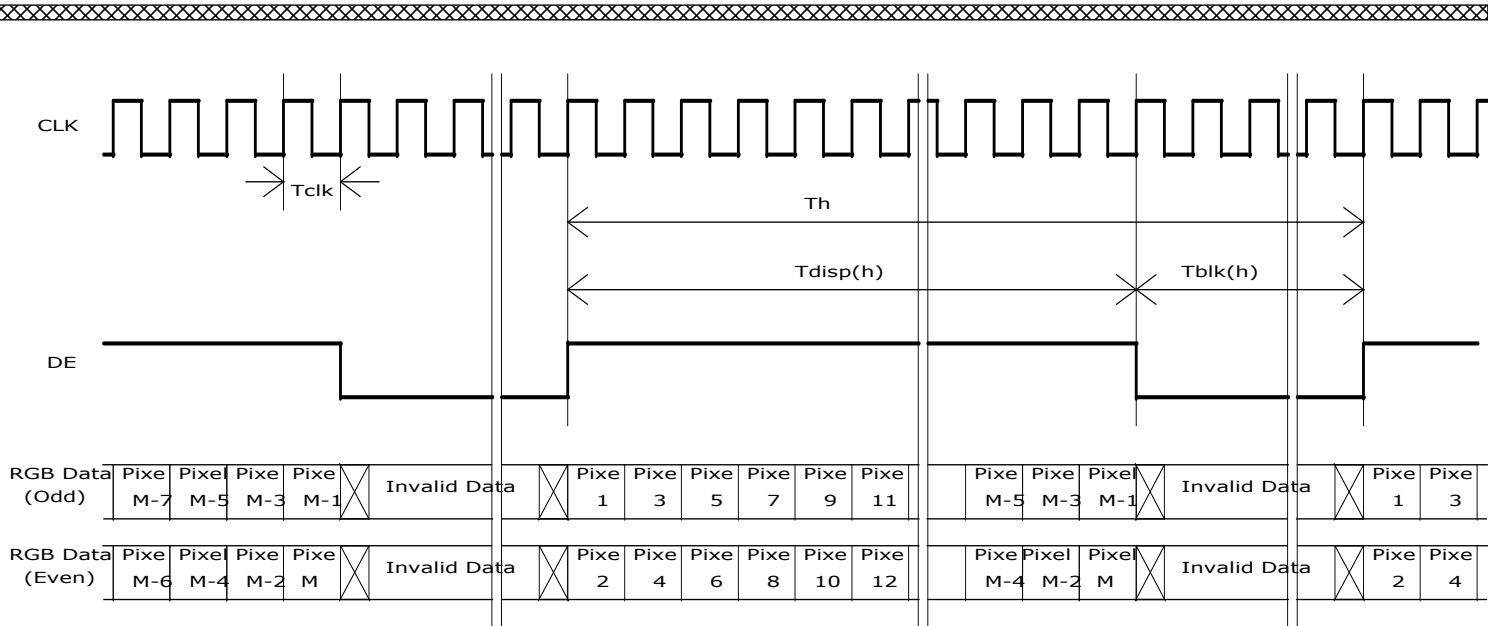 CLK
Tclk
Th
Tdisp(h) Tblk(h)
DE
RGB Data Pixe Pixel Pixe Pixe Pixe Pixe Pixe Pixe Pixe Pixe Pixe Pixe Pixel Pixe Pixe
(Odd) M-7 M-5 M-3 M-1 Invalid Data 1 3 5 7 9 11 M-5 M-3 M-1 Invalid Data 1 3
RGB Data Pixe Pixel Pixe Pixe Pixe Pixe Pixe Pixe Pixe Pixe Pixe Pixel Pixel Pixe Pixe
(Even) M-6 M-4 M-2 M Invalid Data 2 4 6 8 10 12 M-4 M-2 M Invalid Data 2 4